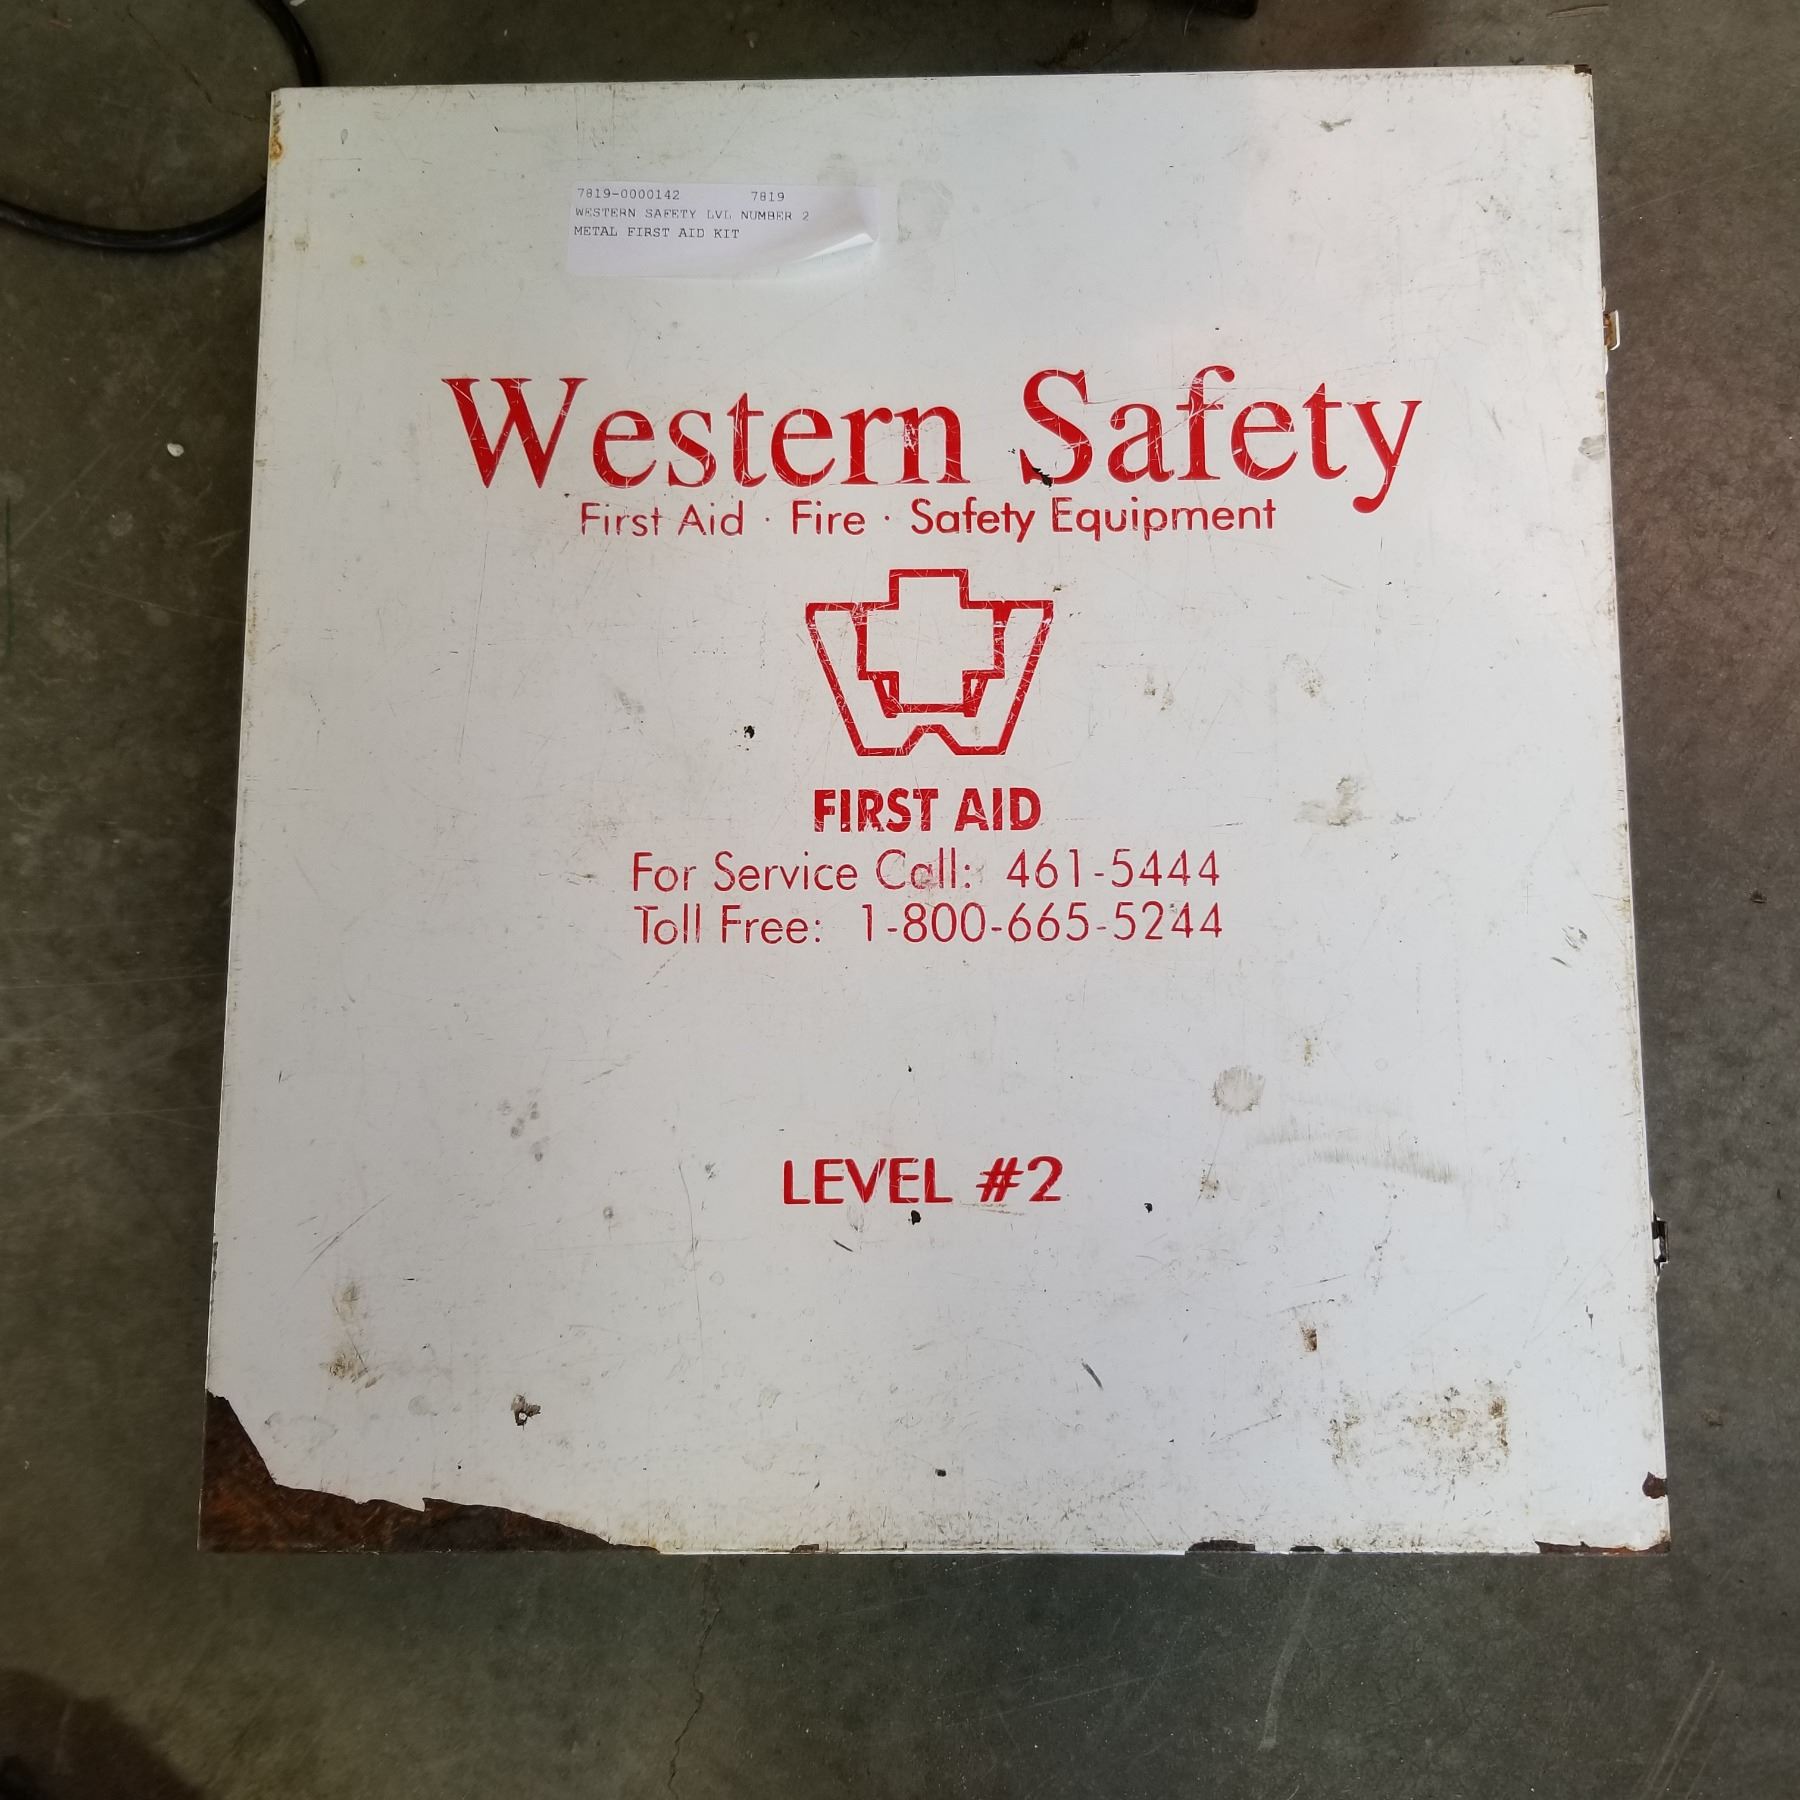 7819-0000142 7819
WESTERN SAFETY LVL NUMBER 2
METAL FIRST AID KIT
Western Safety
First Aid · Fire · Safety Equipment
FIRST AID
For Service Call: 461-5444
Toll Free: 1-800-665-5244
LEVEL #2